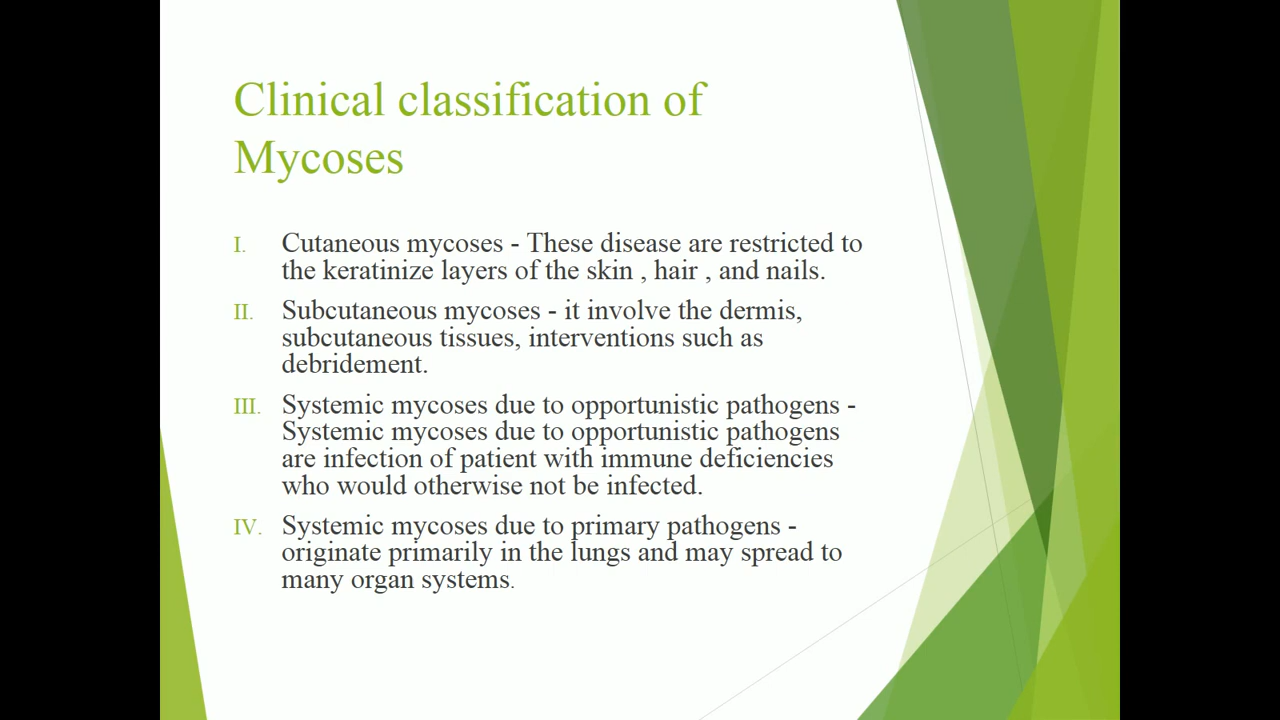 Clinical classification of
Mycoses
I. Cutaneous mycoses - These disease are restricted to
the keratinize layers of the skin , hair , and nails.
II. Subcutaneous mycoses - it involve the dermis,
subcutaneous tissues, interventions such as
debridement.
III. Systemic mycoses due to opportunistic pathogens -
Systemic mycoses due to opportunistic pathogens
are infection of patient with immune deficiencies
who would otherwise not be infected.
IV. Systemic mycoses due to primary pathogens -
originate primarily in the lungs and may spread to
many organ systems.